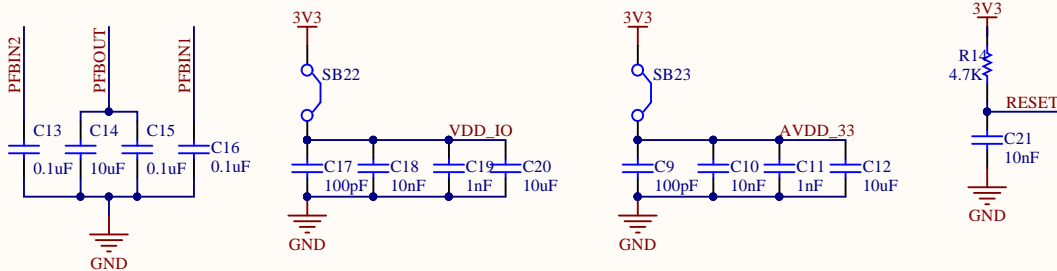 PFBIN2
PFBOUT
PFBIN1
C13
0.1uF
C14
10uF
C15
0.1uF
C16
0.1uF
GND
3V3
SB22
VDD_IO
C17
100pF
C18
10nF
C19
1nF
C20
10uF
GND
3V3
SB23
AVDD_33
C9
100pF
C10
10nF
C11
1nF
C12
10uF
GND
3V3
R14
4.7K
RESET
C21
10nF
GND